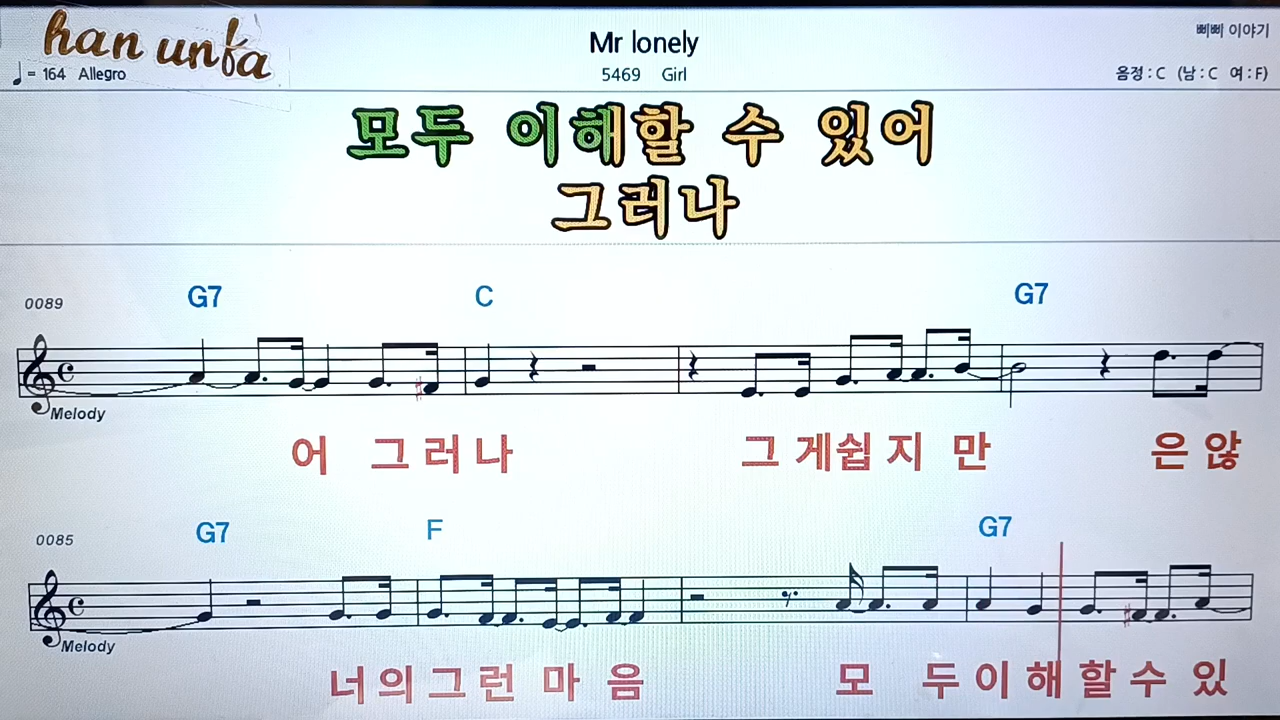 han unfa
Mr lonely
삐빠 이야기
♩= 164 Allegro
5469 Girl
음정 : C (남 : C 여 : F)
모두 이해할 수 있어
그러나
0089
G7 C G7
Melody
어 그러나 그 게쉽지 만 은않
0085
G7 F G7
Melody
너의그런 마 음 모 두이해할수 있